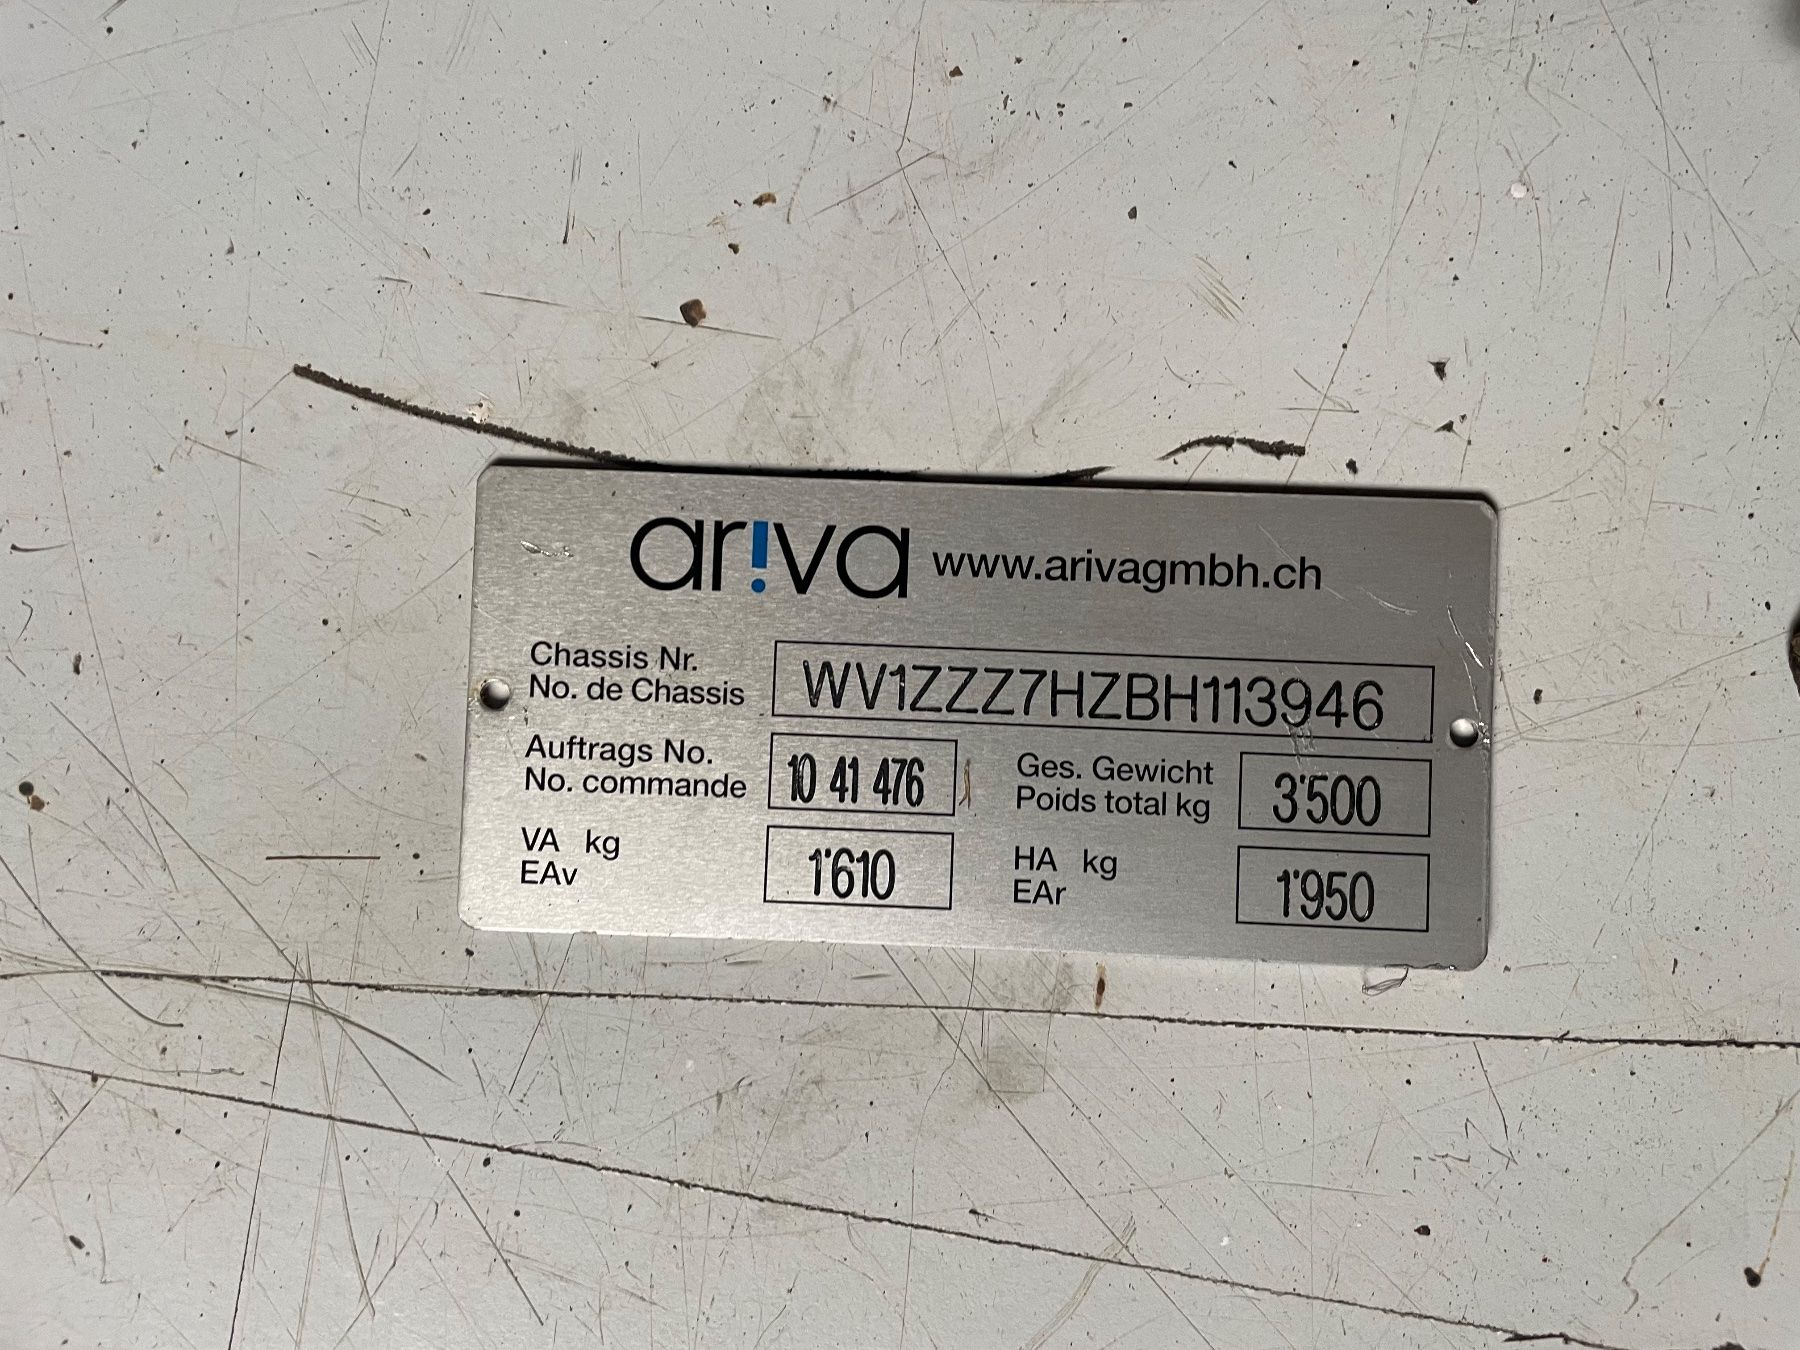 ar!va www.arivagmbh.ch
Chassis Nr.
No. de Chassis WV1ZZZ7HZBH113946
Auftrags No.
No. commande 10 41 476
Ges. Gewicht
Poids total kg 3'500
VA kg
EAv 1'610
HA kg
EAr 1'950